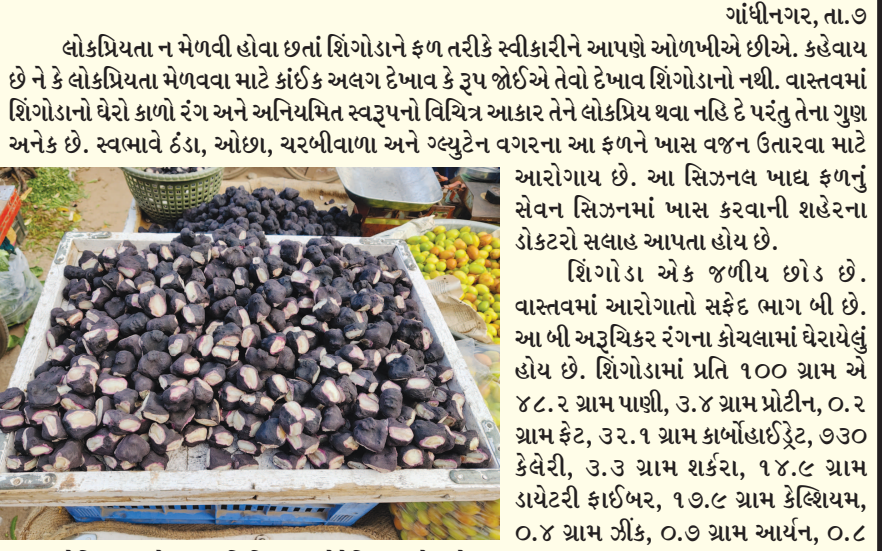 ગાંધીનગર, તા.૭
લોકપ્રિયતા ન મેળવી હોવા છતાં શિંગોડાને ફળ તરીકે સ્વીકારીને આપણે ઓળખીએ છીએ. કહેવાય
છે ને કે લોકપ્રિયતા મેળવવા માટે કાંઈક અલગ દેખાવ કે રૂપ જોઈએ તેવો દેખાવ શિંગોડાનો નથી. વાસ્તવમાં
શિંગોડાનો ઘેરો કાળો રંગ અને અનિયમિત સ્વરૂપનો વિચિત્ર આકાર તેને લોકપ્રિય થવા નહિ દે પરંતુ તેના ગુણ
અનેક છે. સ્વભાવે ઠંડા, ઓછા, ચરબીવાળા અને ગ્લ્યુટેન વગરના આ ફળને ખાસ વજન ઉતારવા માટે
આરોગાય છે. આ સિઝનલ ખાદ્ય ફળનું
સેવન સિઝનમાં ખાસ કરવાની શહેરના
ડોકટરો સલાહ આપતા હોય છે.
શિંગોડા એક જળીય છોડ છે.
વાસ્તવમાં આરોગાતો સફેદ ભાગ બી છે.
આ બી અરૂચિકર રંગના કોચલામાં ઘેરાયેલું
હોય છે. શિંગોડામાં પ્રતિ ૧૦૦ ગ્રામ એ
૪૮.૨ ગ્રામ પાણી, ૩.૪ ગ્રામ પ્રોટીન, ૦.૨
ગ્રામ ફેટ, ૩૨.૧ ગ્રામ કાર્બોહાઈડ્રેટ, ૭૩૦
કેલેરી, ૩.૩ ગ્રામ શર્કરા, ૧૪.૯ ગ્રામ
ડાયેટરી ફાઈબર, ૧૭.૯ ગ્રામ કેલ્શિયમ,
૦.૪ ગ્રામ ઝીંક, ૦.૭ ગ્રામ આર્યન, ૦.૮